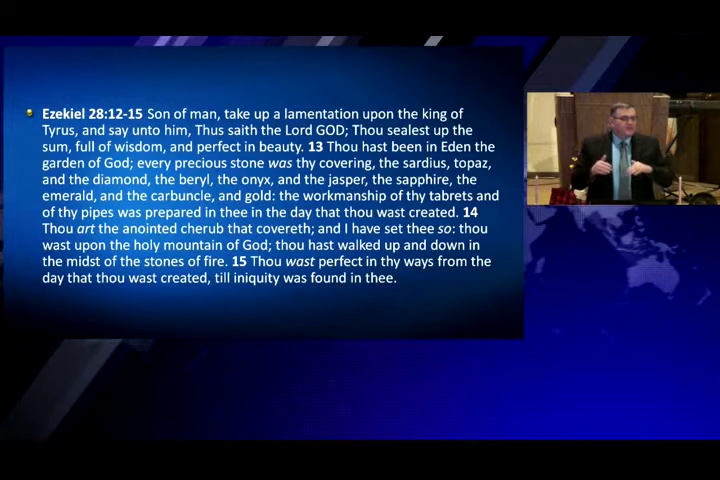 Ezekiel 28:12-15 Son of man, take up a lamentation upon the king of
Tyrus, and say unto him, Thus saith the Lord GOD; Thou sealest up the
sum, full of wisdom, and perfect in beauty. 13 Thou hast been in Eden the
garden of God; every precious stone was thy covering, the sardius, topaz,
and the diamond, the beryl, the onyx, and the jasper, the sapphire, the
emerald, and the carbuncle, and gold: the workmanship of thy tabrets and
of thy pipes was prepared in thee in the day that thou wast created. 14
Thou art the anointed cherub that covereth; and I have set thee so: thou
wast upon the holy mountain of God; thou hast walked up and down in
the midst of the stones of fire. 15 Thou wast perfect in thy ways from the
day that thou wast created, till iniquity was found in thee.